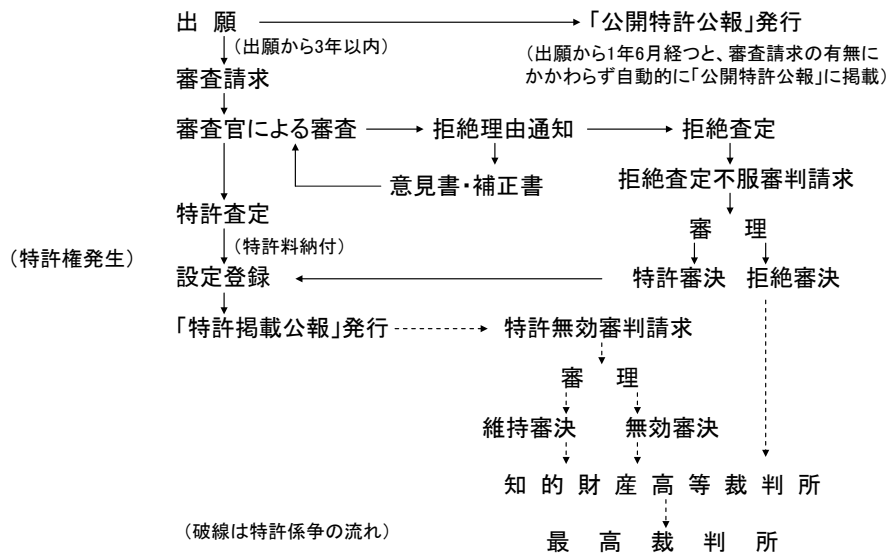 出　願
「公開特許公報」発行
(出願から3年以内)
(出願から1年6月経つと、審査請求の有無に
かかわらず自動的に「公開特許公報」に掲載)
審査請求
審査官による審査
拒絶理由通知
拒絶査定
意見書・補正書
拒絶査定不服審判請求
特許査定
審　理
(特許権発生)
(特許料納付)
設定登録
特許審決
拒絶審決
「特許掲載公報」発行
特許無効審判請求
審　理
維持審決
無効審決
知 的 財 産 高 等 裁 判 所
(破線は特許係争の流れ)
最 高 裁 判 所